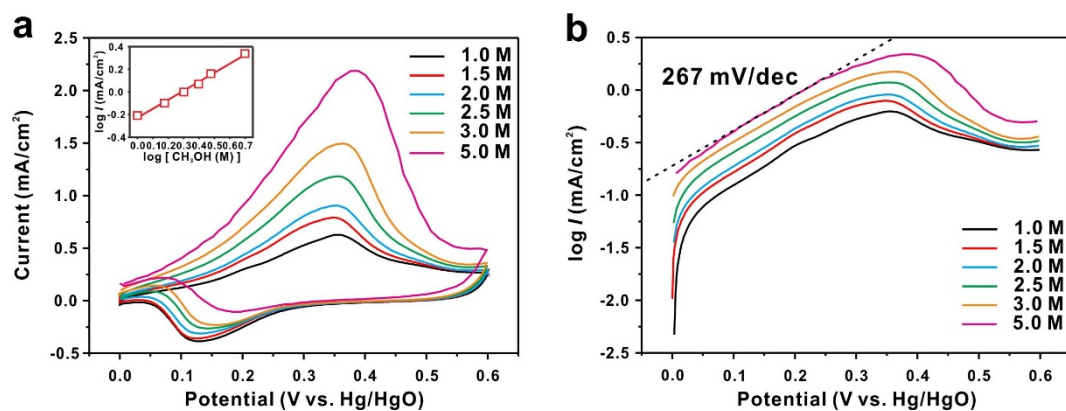 a
2.5
2.0
1.5
1.0
0.5
0.0
-0.5
Current (mA/cm²)
0.0 0.1 0.2 0.3 0.4 0.5 0.6
Potential (V vs. Hg/HgO)
0.4
0.0
-0.4
log I (mA/cm²)
0.0 0.10.20.30.40.50.60.7
log [ CH₃OH (M) ]
1.0 M
1.5 M
2.0 M
2.5 M
3.0 M
5.0 M
b
267 mV/dec
0.5
0.0
-0.5
-1.0
-1.5
-2.0
-2.5
log I (mA/cm²)
0.0 0.1 0.2 0.3 0.4 0.5 0.6
Potential (V vs. Hg/HgO)
1.0 M
1.5 M
2.0 M
2.5 M
3.0 M
5.0 M